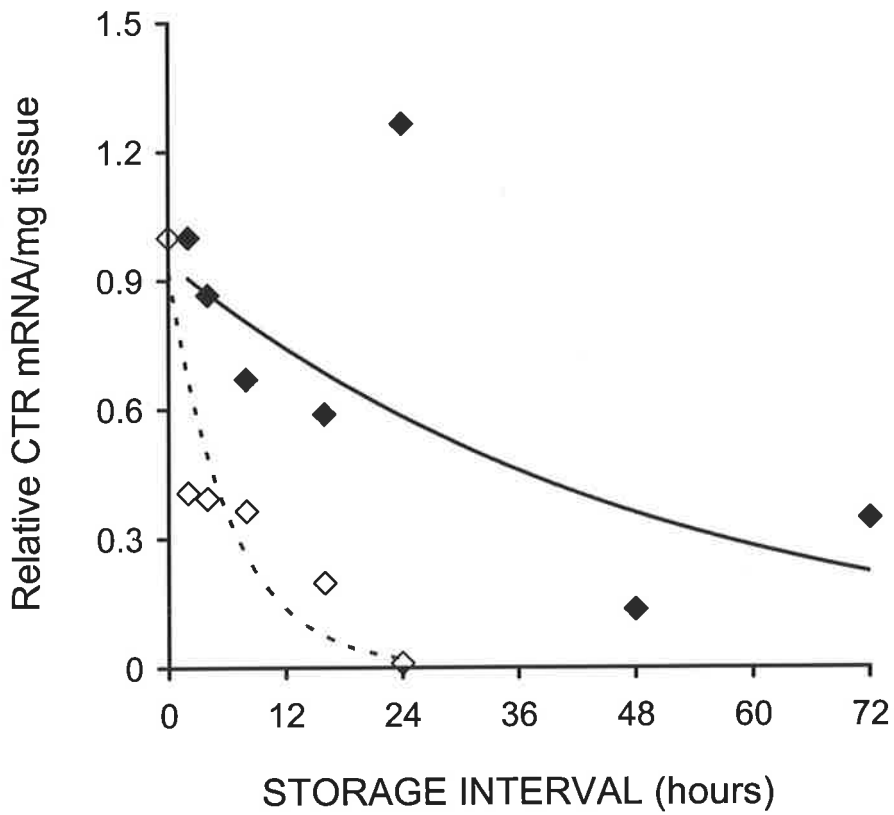 Relative CTR mRNA/mg tissue
1.5
1.2
0.9
0.6
0.3
0
0 12 24 36 48 60 72
STORAGE INTERVAL (hours)